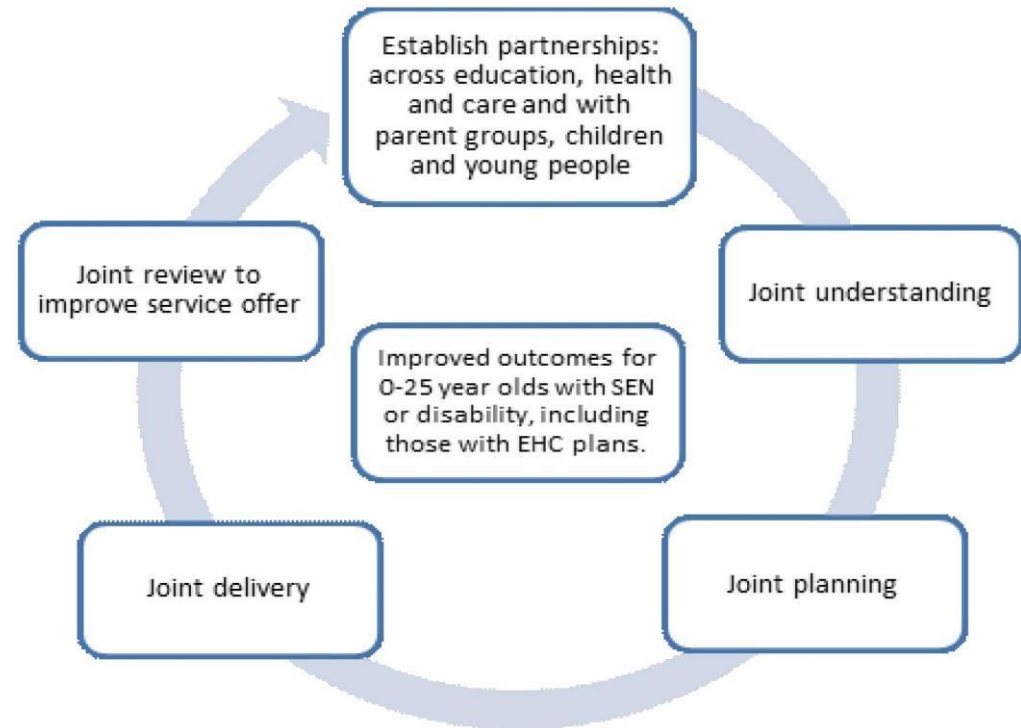 Establish partnerships:
across education, health
and care and with
parent groups, children
and young people
Joint understanding
Joint planning
Joint delivery
Joint review to
improve service offer
Improved outcomes for
0-25 year olds with SEN
or disability, including
those with EHC plans.